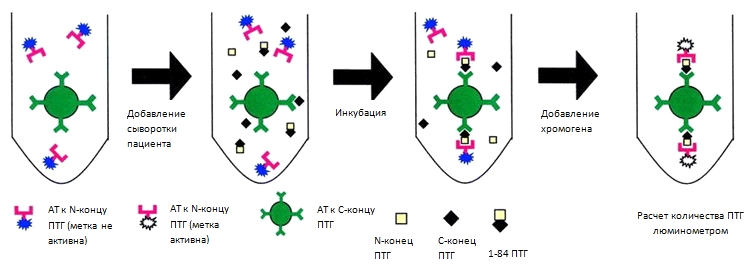 Добавление
сыворотки
пациента
Инкубация
Добавление
хромогена
АТ к N-концу
ПТГ (метка не
активна)
АТ к N-концу
ПТГ (метка
активна)
АТ к С-концу
ПТГ
N-конец
ПТГ
С-конец
ПТГ
1-84 ПТГ
Расчет количества ПТГ
люминометром